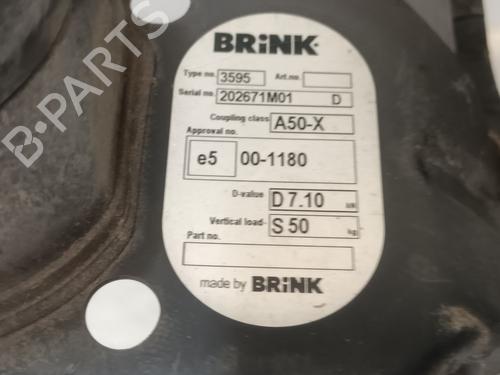 BRiNK
Type no. 3595 Art.no.
Serial no. 202671M01 D
Coupling class A50-X
Approval no.
e5 00-1180
D-value D 7.10 kN
Vertical load S 50 kg
Part no.
made by BRiNK
B-PARTS